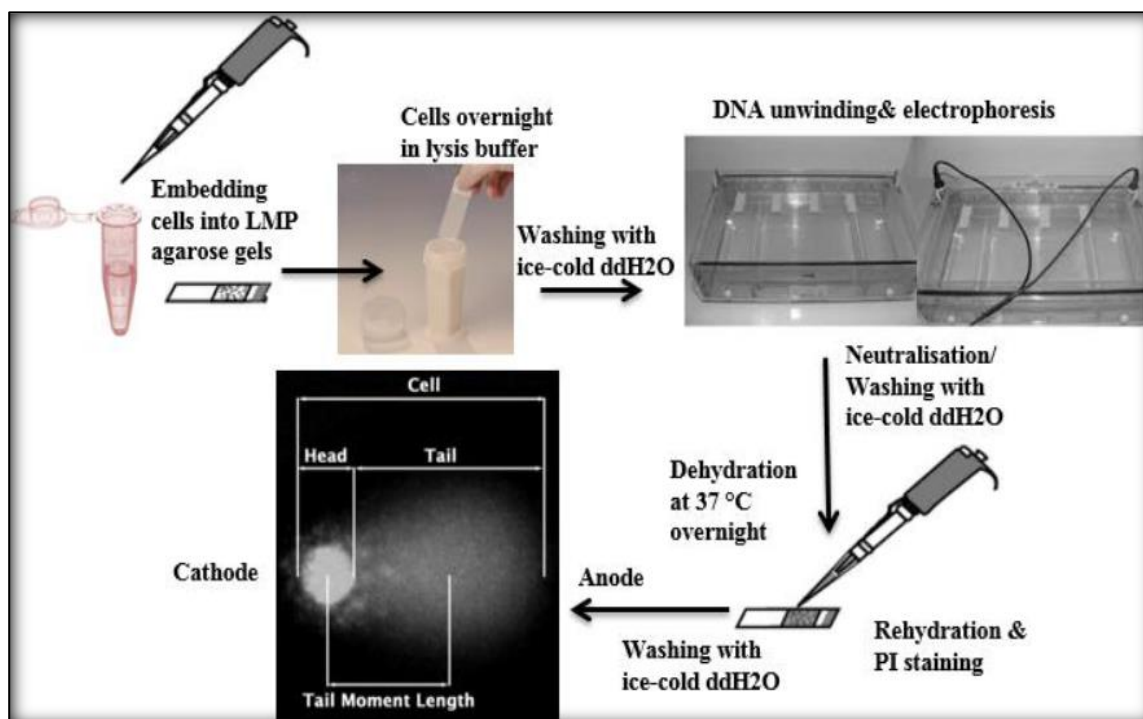 Embedding
cells into LMP
agarose gels
Cells overnight
in lysis buffer
Washing with
ice-cold ddH2O
DNA unwinding& electrophoresis
Neutralisation/
Washing with
ice-cold ddH2O
Dehydration
at 37 °C
overnight
Rehydration &
PI staining
Anode
Washing with
ice-cold ddH2O
Cathode
Cell
Head
Tail
Tail Moment Length